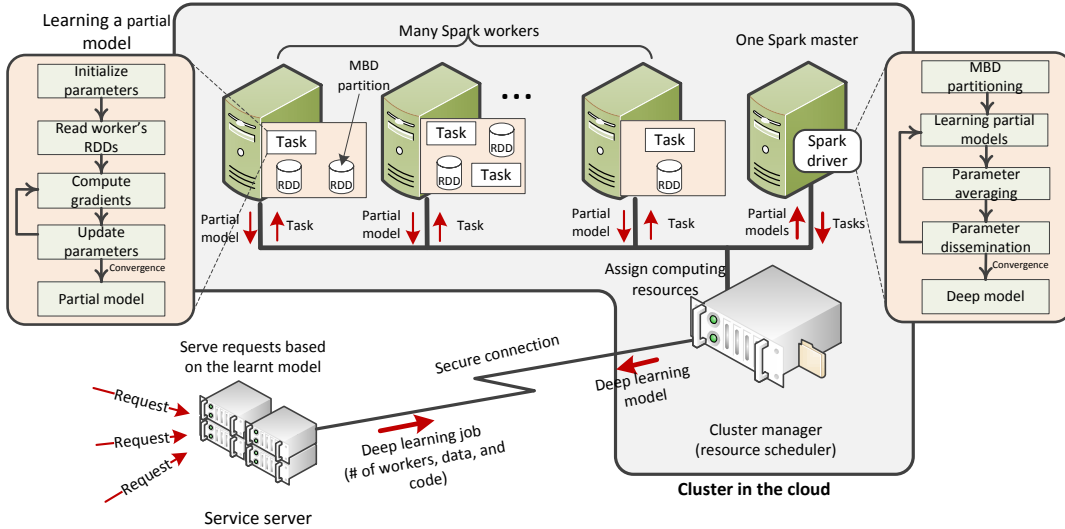 Learning a partial
model
Initialize
parameters
Read worker's
RDDs
Compute
gradients
Update
parameters
Convergence
Partial model
Many Spark workers
MBD
partition
...
Task
RDD
RDD
Task
RDD
RDD
Task
Task
RDD
One Spark master
Spark
driver
MBD
partitioning
Learning partial
models
Parameter
averaging
Parameter
dissemination
Convergence
Deep model
Partial
model
Task
Partial
model
Task
Partial
model
Task
Partial
models
Tasks
Assign computing
resources
Serve requests based
on the learnt model
Request
Request
Request
Secure connection
Deep learning
model
Deep learning job
(# of workers, data, and
code)
Cluster manager
(resource scheduler)
Cluster in the cloud
Service server